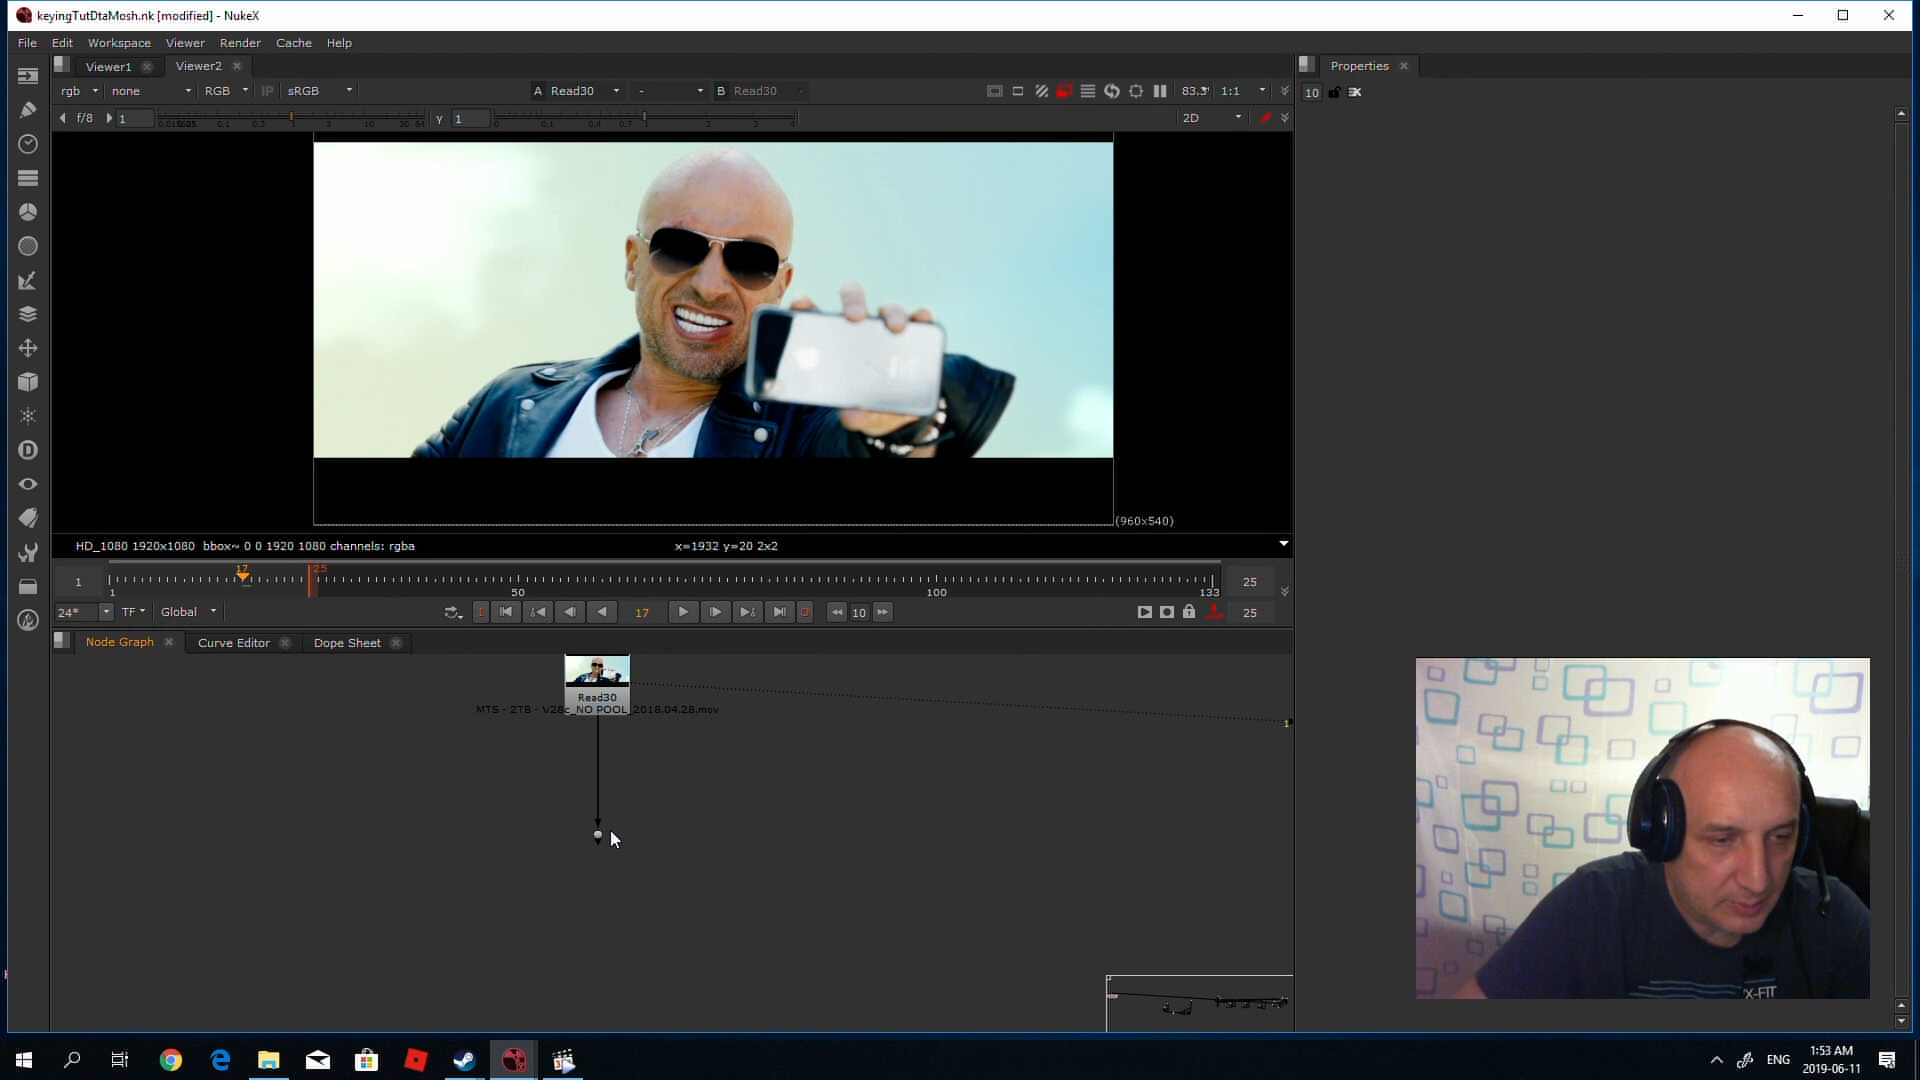 keyingTutDtaMosh.nk [modified] - NukeX
File Edit Workspace Viewer Render Cache Help
Viewer1 Viewer2 Properties
rgb none RGB IP sRGB A Read30 - B Read30 1:1 10
f/8 1 y 1 2D
(960x540)
HD_1080 1920x1080 bbox~ 0 0 1920 1080 channels: rgba x=1932 y=20 2x2
17 25
1 1 50 100 133 25
24* TF Global 17 10 25
Node Graph Curve Editor Dope Sheet
Read30
MTS - 2TB - V28c_NO POOL_2018.04.28.mov
1
X-FIT
ENG
1:53 AM
2019-06-11